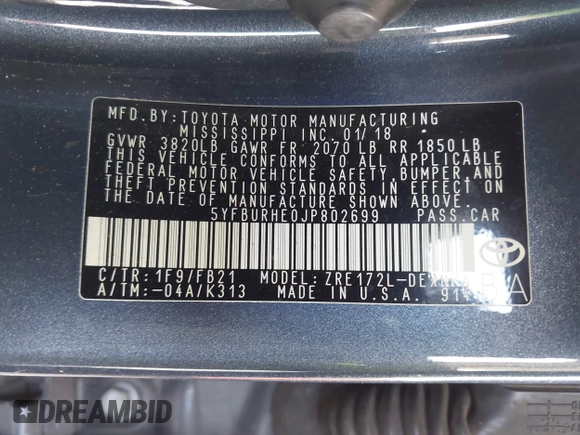 MFD.BY:TOYOTA MOTOR MANUFACTURING
MISSISSIPPI INC.01/18
GVWR 3820LB GAWR FR 2070 LB RR 1850LB
THIS VEHICLE CONFORMS TO ALL APPLICABLE
FEDERAL MOTOR VEHICLE SAFETY,BUMPER,AND
THEFT PREVENTION STANDARDS IN EFFECT ON
THE DATE OF MANUFACTURE SHOWN ABOVE.
5YFBURHE0JP802699 PASS.CAR
C/TR:1F9/FB21 MODEL:
A/TM:-04A/K313 MADE IN U.S.A.
DREAMBID